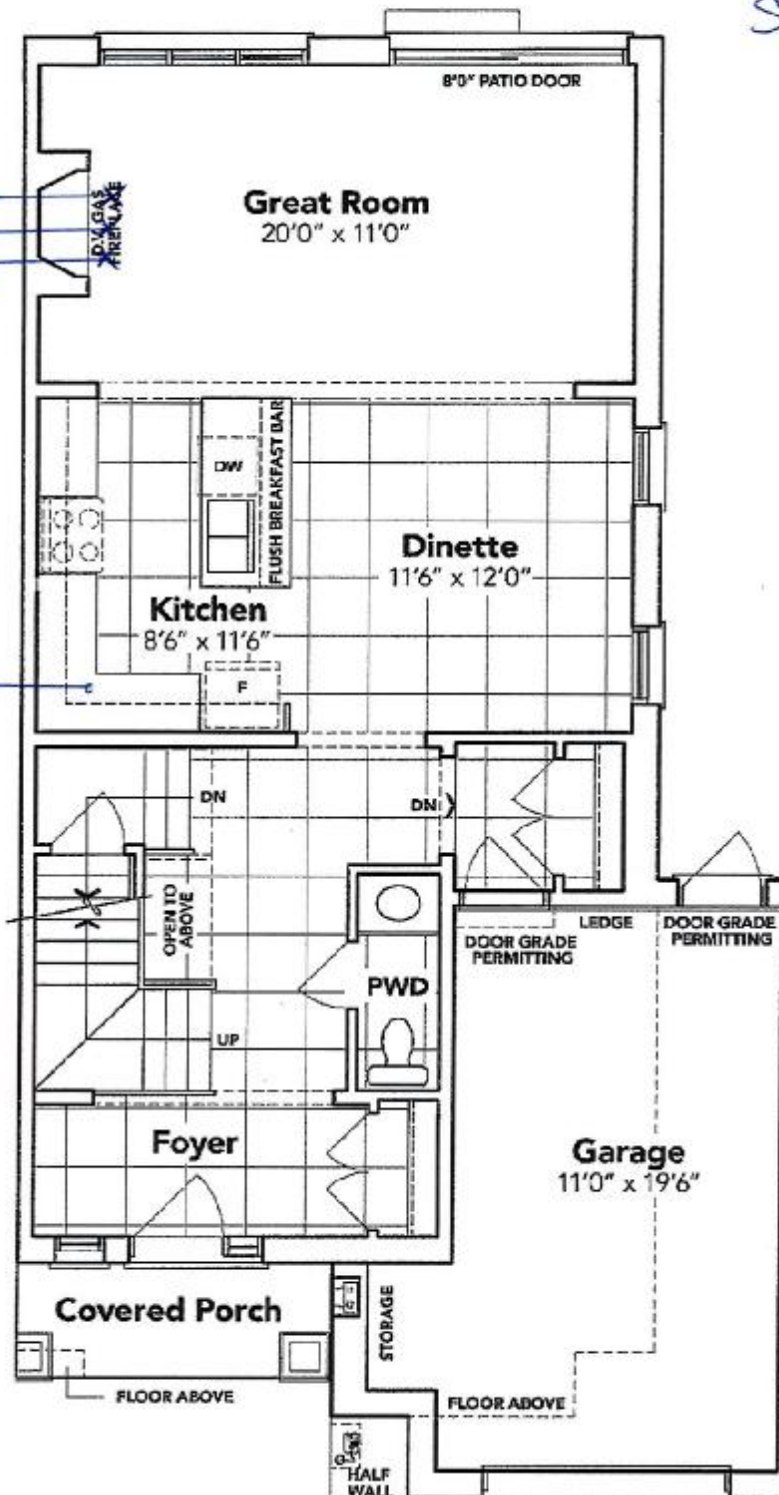 8'0" PATIO DOOR
D.V. GAS
FIREPLACE
Great Room
20'0" x 11'0"
DW
FLUSH BREAKFAST BAR
Dinette
11'6" x 12'0"
Kitchen
8'6" x 11'6"
F
DN
DN
OPEN TO
ABOVE
LEDGE
DOOR GRADE
PERMITTING
DOOR GRADE
PERMITTING
PWD
UP
Foyer
Garage
11'0" x 19'6"
Covered Porch
STORAGE
FLOOR ABOVE
FLOOR ABOVE
G
HALF
WALL